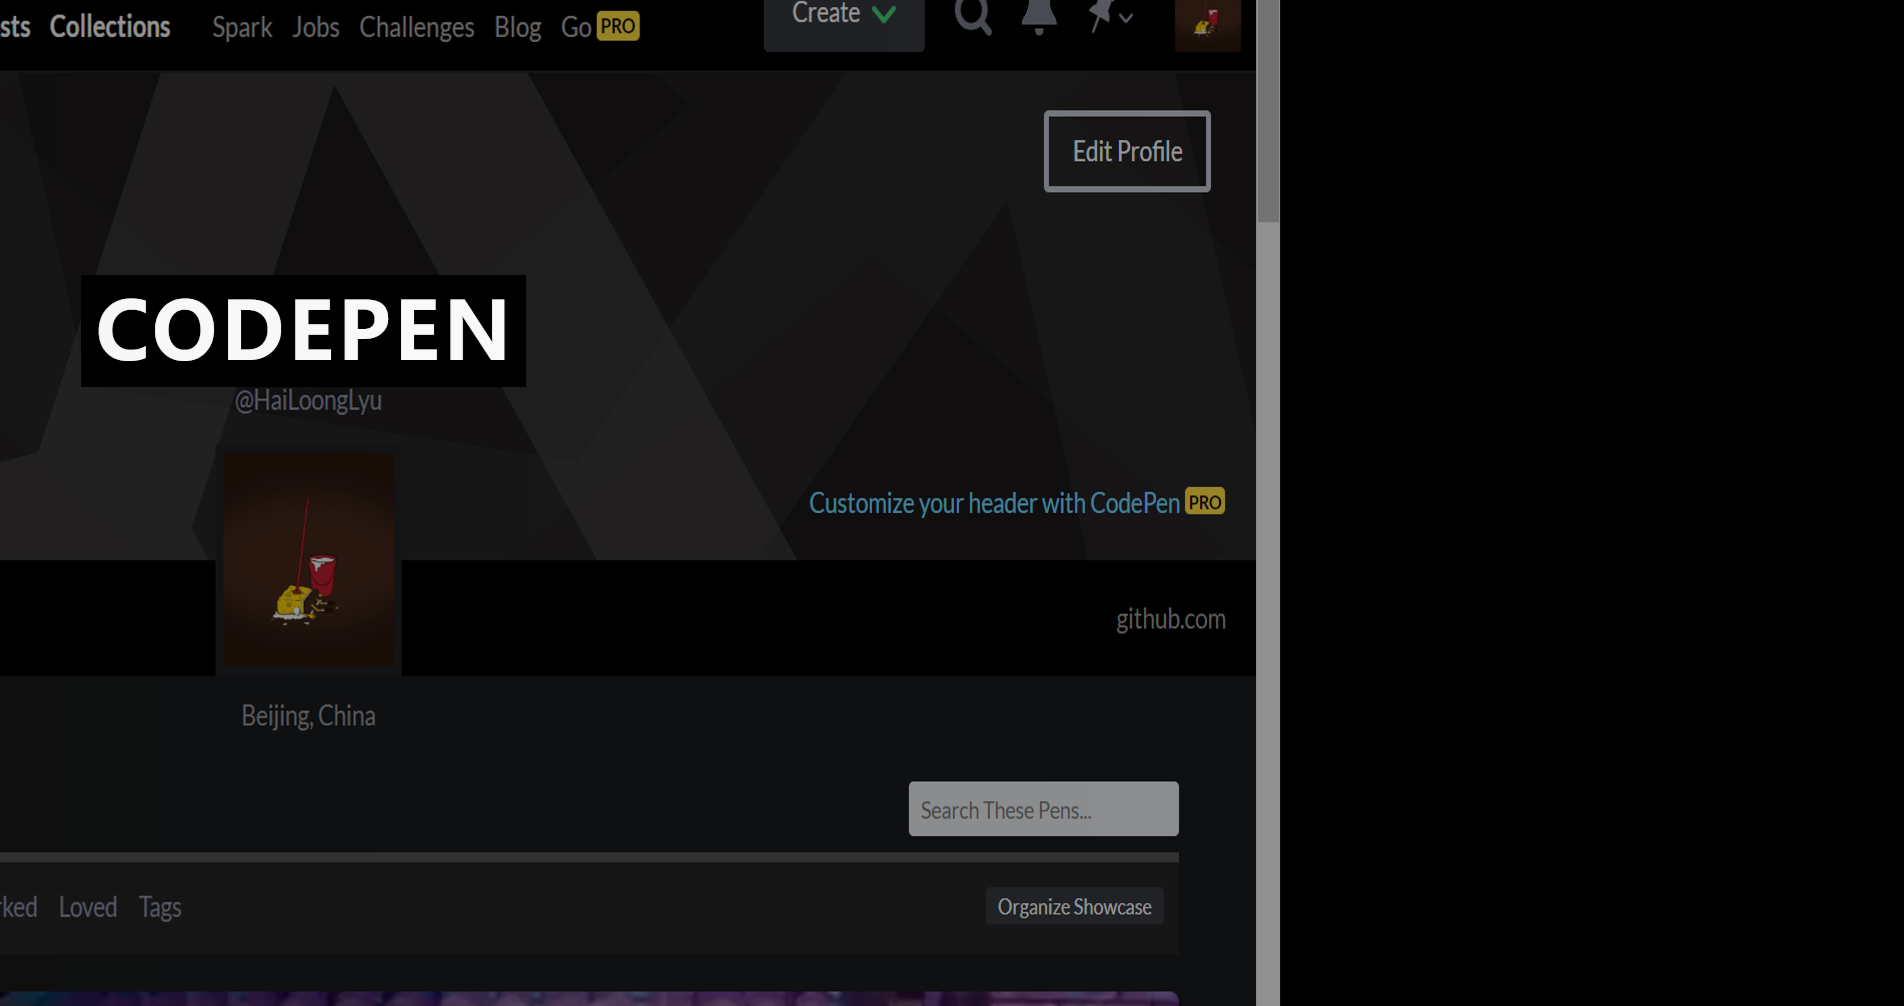 sts Collections Spark Jobs Challenges Blog Go PRO Create
Edit Profile
CODEPEN
@HaiLoongLyu
Customize your header with CodePen PRO
github.com
Beijing, China
Search These Pens...
rked Loved Tags Organize Showcase